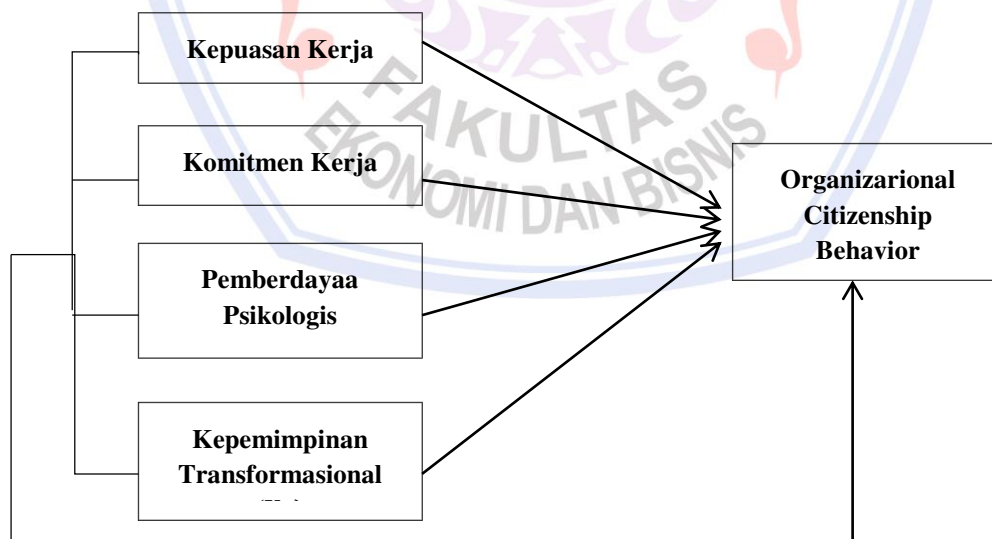 Kepuasan Kerja
FAKULTAS
EKONOMI DAN BISNIS
Komitmen Kerja
Organizarional
Citizenship
Behavior
Pemberdayaa
Psikologis
Kepemimpinan
Transformasional